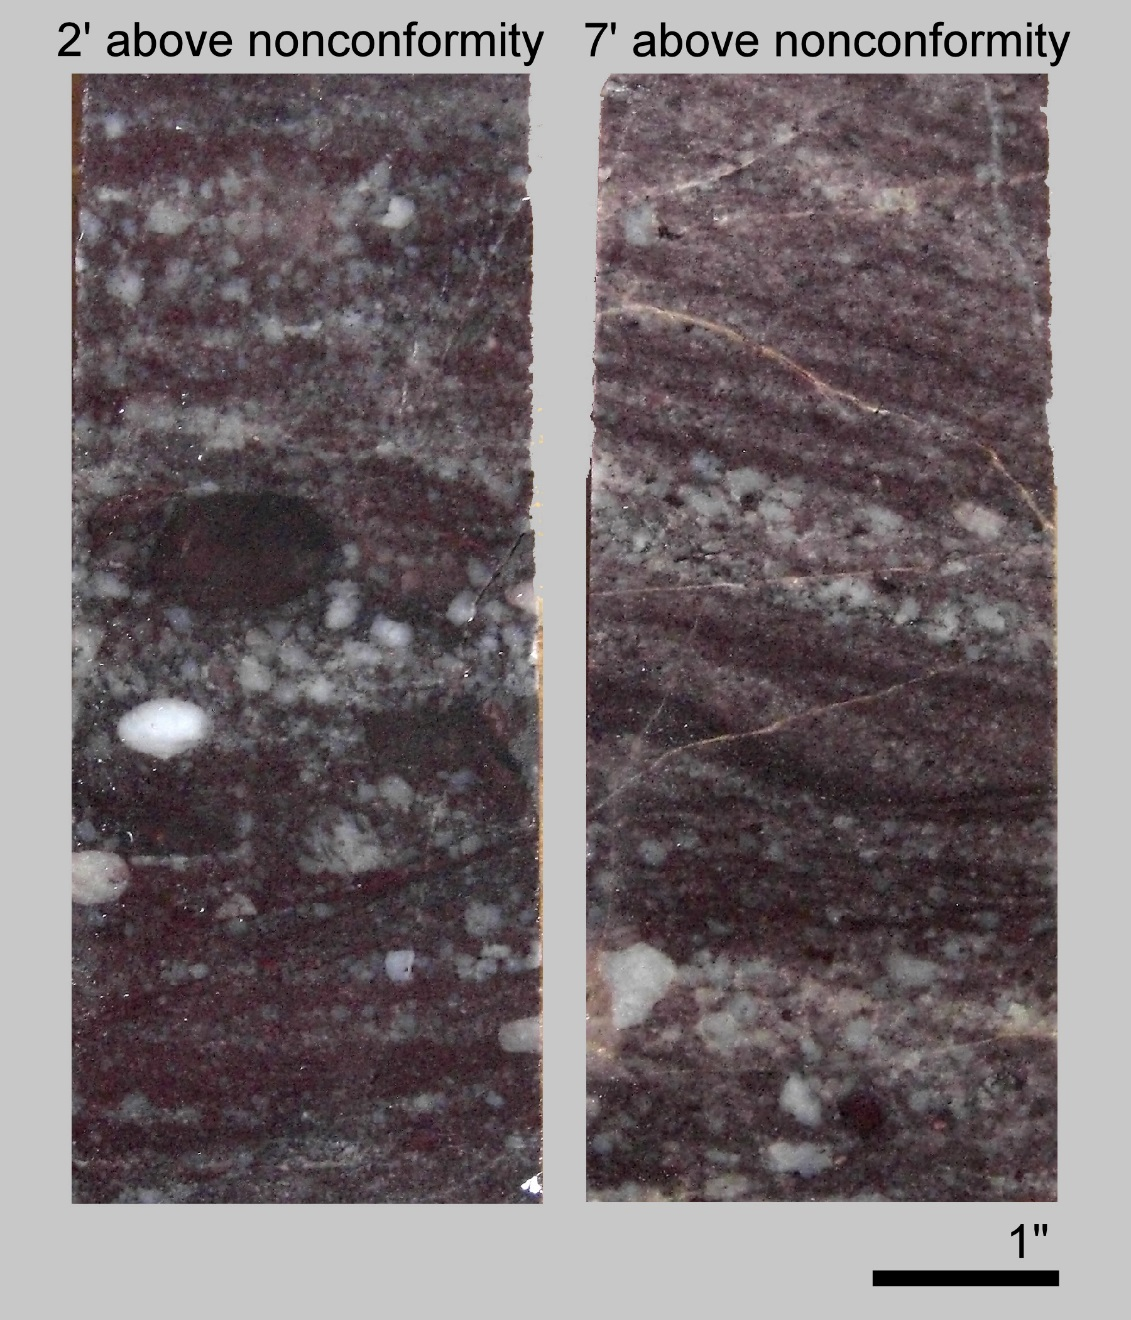 2' above nonconformity
7' above nonconformity
1"